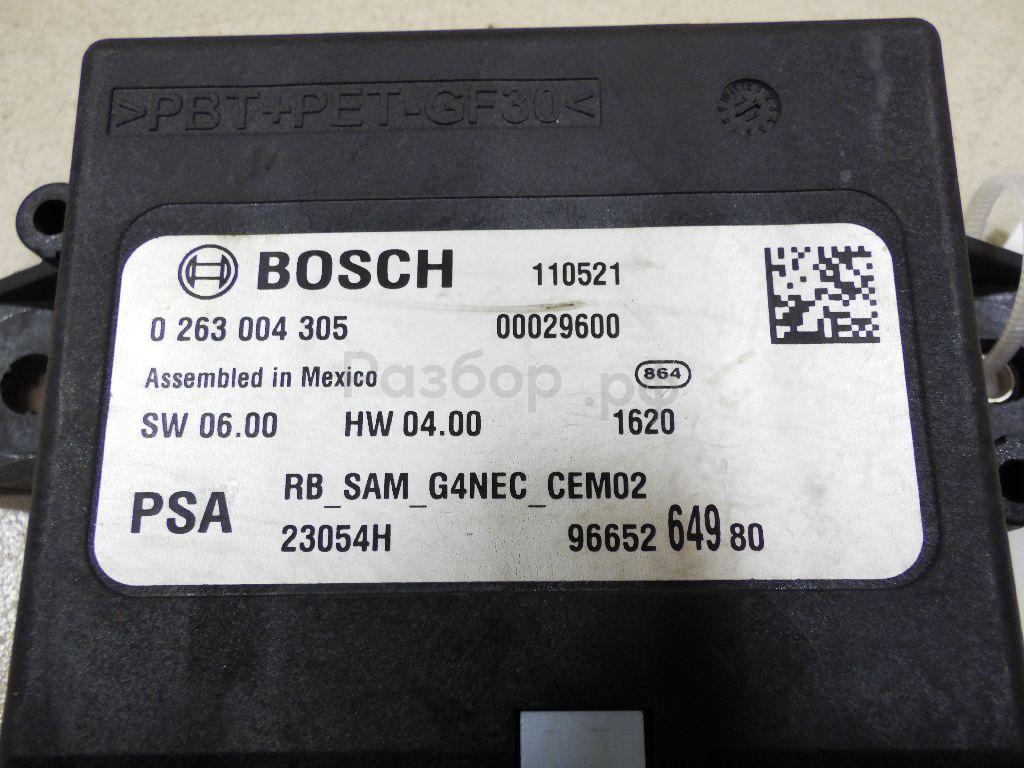 >PBT+PET-GF30<
BOSCH 110521
0 263 004 305 00029600
Assembled in Mexico 864
Разбор.рф
SW 06.00 HW 04.00 1620
RB_SAM_G4NEC_CEM02
PSA
23054H 96652 649 80